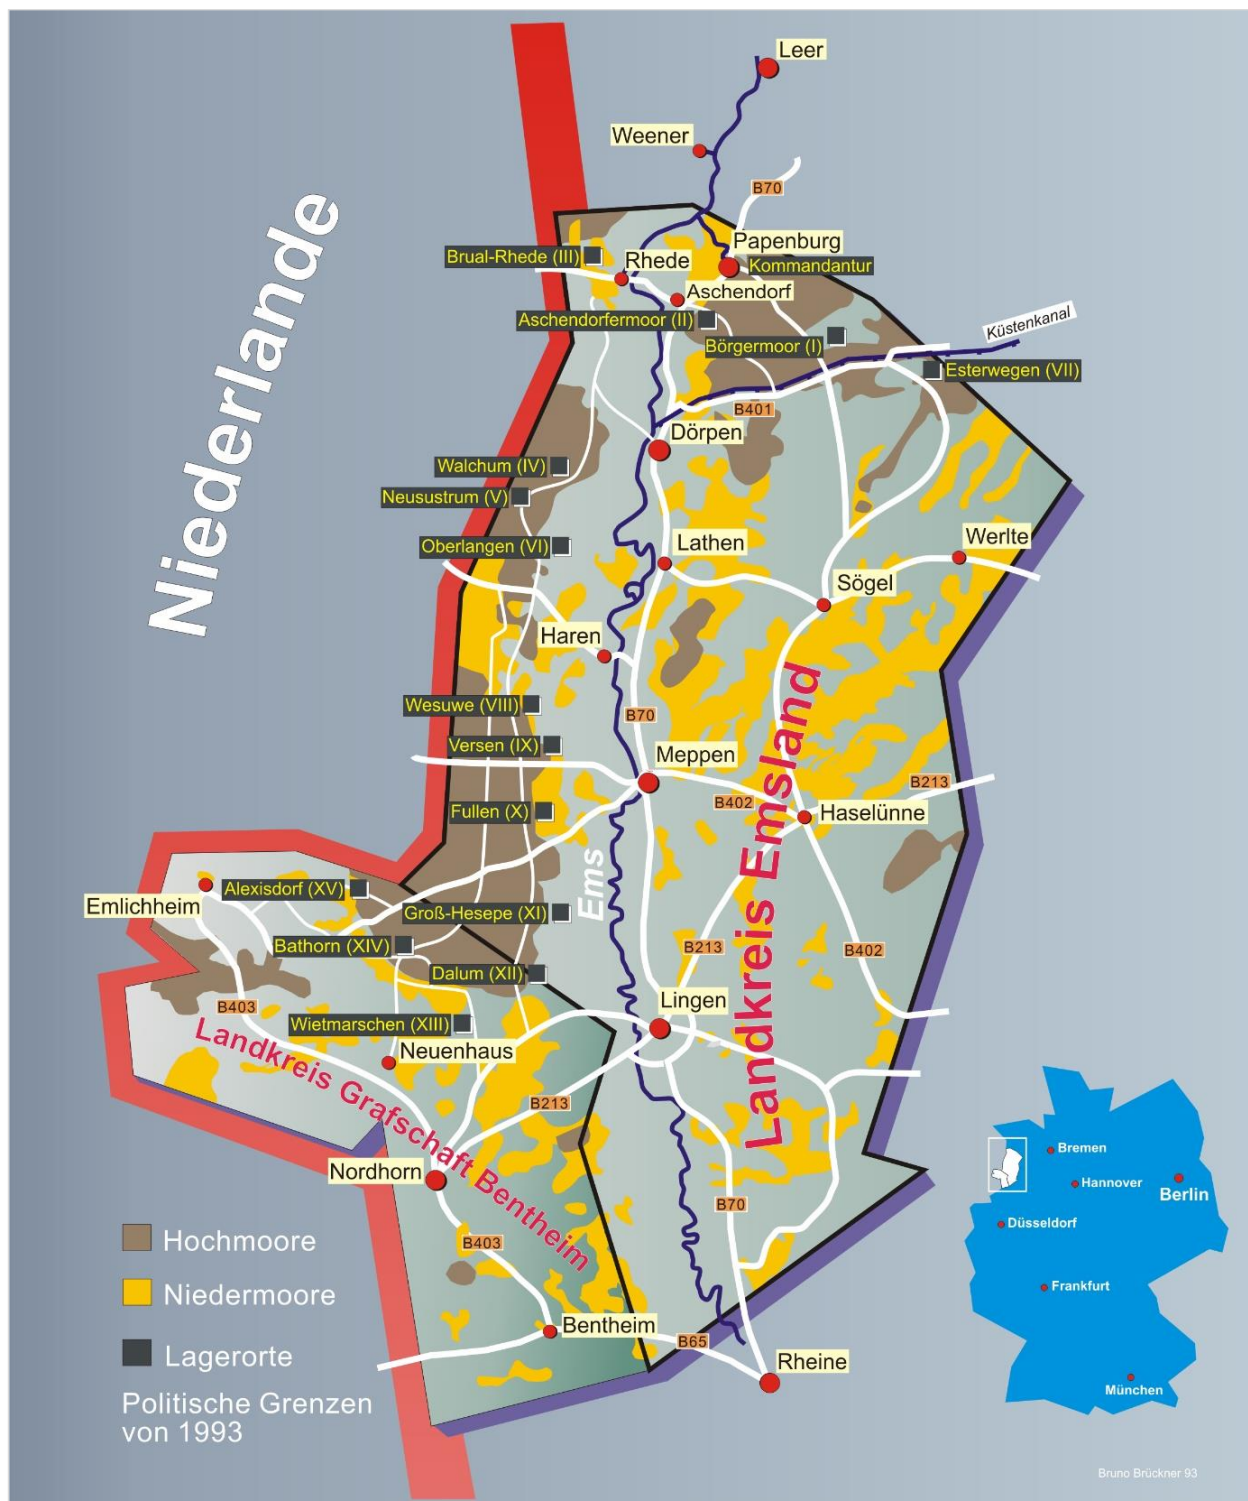 Leer
Weener
B70
Niederlande
Papenburg
Brual-Rhede (III)
Rhede
Kommandantur
Aschendorf
Aschendorfermoor (II)
Küstenkanal
Börgermoor (I)
Esterwegen (VII)
B401
Dörpen
Walchum (IV)
Neusustrum (V)
Oberlangen (VI)
Lathen
Werlte
Sögel
Haren
Wesuwe (VIII)
B70
Versen (IX)
Meppen
B213
B402
Fullen (X)
Haselünne
Landkreis Emsland
Ems
Alexisdorf (XV)
Emlichheim
Groß-Hesepe (XI)
Bathorn (XIV)
B213
B402
Dalum (XII)
B403
Lingen
Wietmarschen (XIII)
Neuenhaus
Landkreis Grafschaft Bentheim
B213
Nordhorn
B70
B403
Bentheim
B65
Rheine
Bremen
Hannover
Berlin
Düsseldorf
Frankfurt
München
Hochmoore
Niedermoore
Lagerorte
Politische Grenzen
von 1993
Bruno Brückner 93